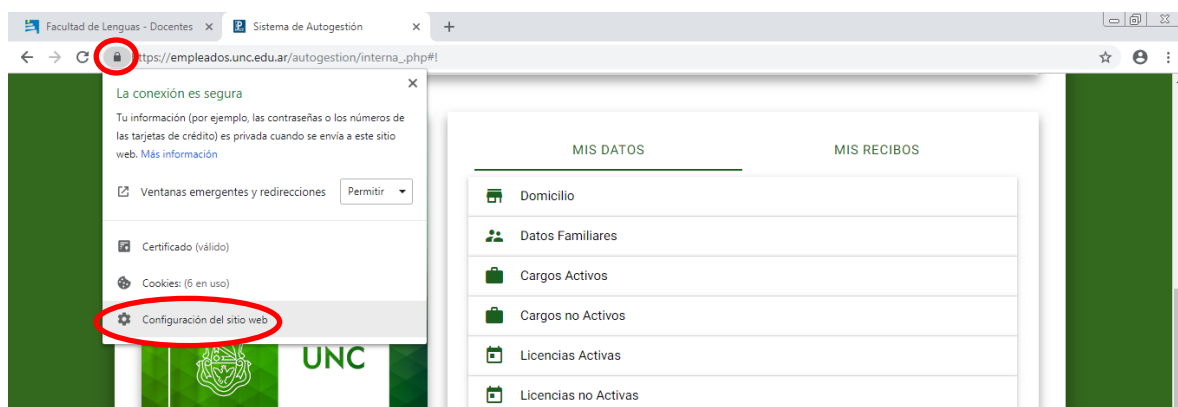 Facultad de Lenguas - Docentes
Sistema de Autogestión
https://empleados.unc.edu.ar/autogestion/interna_.php#!
La conexión es segura
Tu información (por ejemplo, las contraseñas o los números de
las tarjetas de crédito) es privada cuando se envía a este sitio
web. Más información
Ventanas emergentes y redirecciones Permitir
Certificado (válido)
Cookies: (6 en uso)
Configuración del sitio web
UNC
MIS DATOS MIS RECIBOS
Domicilio
Datos Familiares
Cargos Activos
Cargos no Activos
Licencias Activas
Licencias no Activas